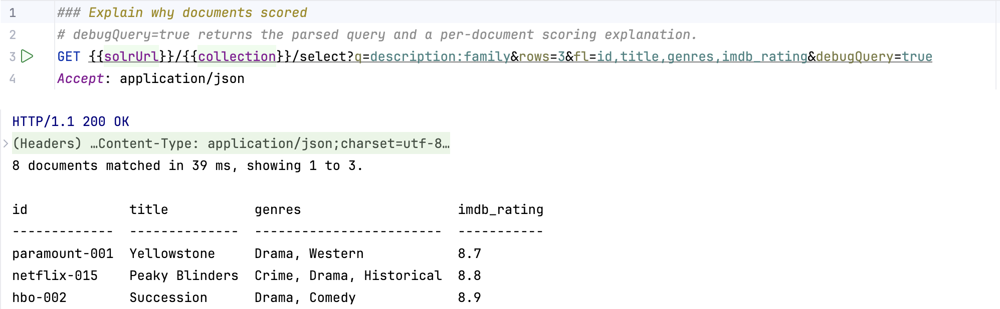 1 ### Explain why documents scored
2 # debugQuery=true returns the parsed query and a per-document scoring explanation.
3 GET {{solrUrl}}/{{collection}}/select?q=description:family&rows=3&fl=id,title,genres,imdb_rating&debugQuery=true
4 Accept: application/json
HTTP/1.1 200 OK
(Headers) …Content-Type: application/json;charset=utf-8…
8 documents matched in 39 ms, showing 1 to 3.
id title genres imdb_rating
------------- -------------- ------------------------ -----------
paramount-001 Yellowstone Drama, Western 8.7
netflix-015 Peaky Blinders Crime, Drama, Historical 8.8
hbo-002 Succession Drama, Comedy 8.9